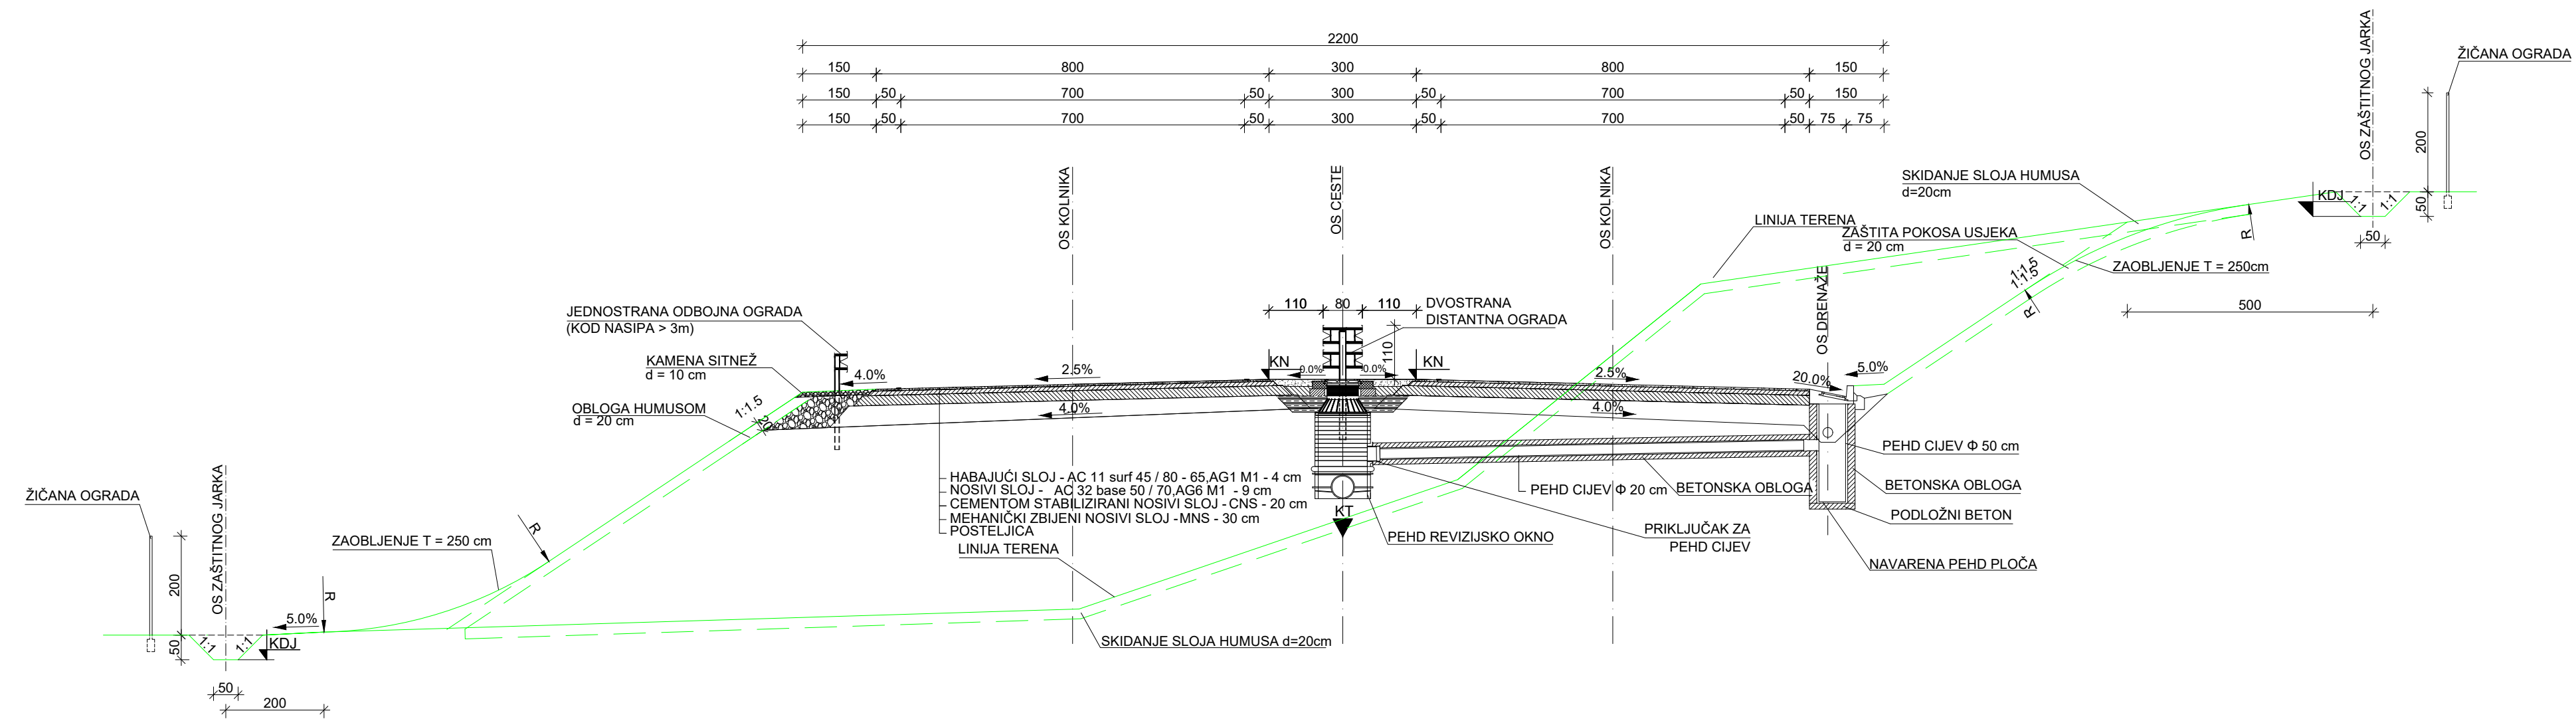 2200
150 800 300 800 150
150 50 700 50 300 50 700 50 150
150 50 700 50 300 50 700 50 75 75
OS KOLNIKA
OS CESTE
OS KOLNIKA
OS DRENAŽE
OS ZAŠTITNOG JARKA
ŽIČANA OGRADA
200
50
KDJ
1:1 1:1
50
500
SKIDANJE SLOJA HUMUSA
d=20cm
LINIJA TERENA
ZAŠTITA POKOSA USJEKA
d = 20 cm
R
ZAOBLJENJE T = 250cm
1:1.5
1:1.5
R
JEDNOSTRANA ODBOJNA OGRADA
(KOD NASIPA > 3m)
KAMENA SITNEŽ
d = 10 cm
OBLOGA HUMUSOM
d = 20 cm
1:1.5
20
4.0%
2.5%
4.0%
110 80 110
DVOSTRANA
DISTANTNA OGRADA
110
KN KN
0.0% 0.0%
2.5%
4.0%
20.0%
5.0%
HABAJUĆI SLOJ - AC 11 surf 45 / 80 - 65,AG1 M1 - 4 cm
NOSIVI SLOJ - AC 32 base 50 / 70,AG6 M1 - 9 cm
CEMENTOM STABILIZIRANI NOSIVI SLOJ - CNS - 20 cm
MEHANIČKI ZBIJENI NOSIVI SLOJ - MNS - 30 cm
POSTELJICA
LINIJA TERENA
KT
PEHD REVIZIJSKO OKNO
PEHD CIJEV Φ 20 cm
BETONSKA OBLOGA
PRIKLJUČAK ZA
PEHD CIJEV
PEHD CIJEV Φ 50 cm
BETONSKA OBLOGA
PODLOŽNI BETON
NAVARENA PEHD PLOČA
SKIDANJE SLOJA HUMUSA d=20cm
ŽIČANA OGRADA
OS ZAŠTITNOG JARKA
ZAOBLJENJE T = 250 cm
R
R
200
50
5.0%
1:1 1:1
KDJ
50
200